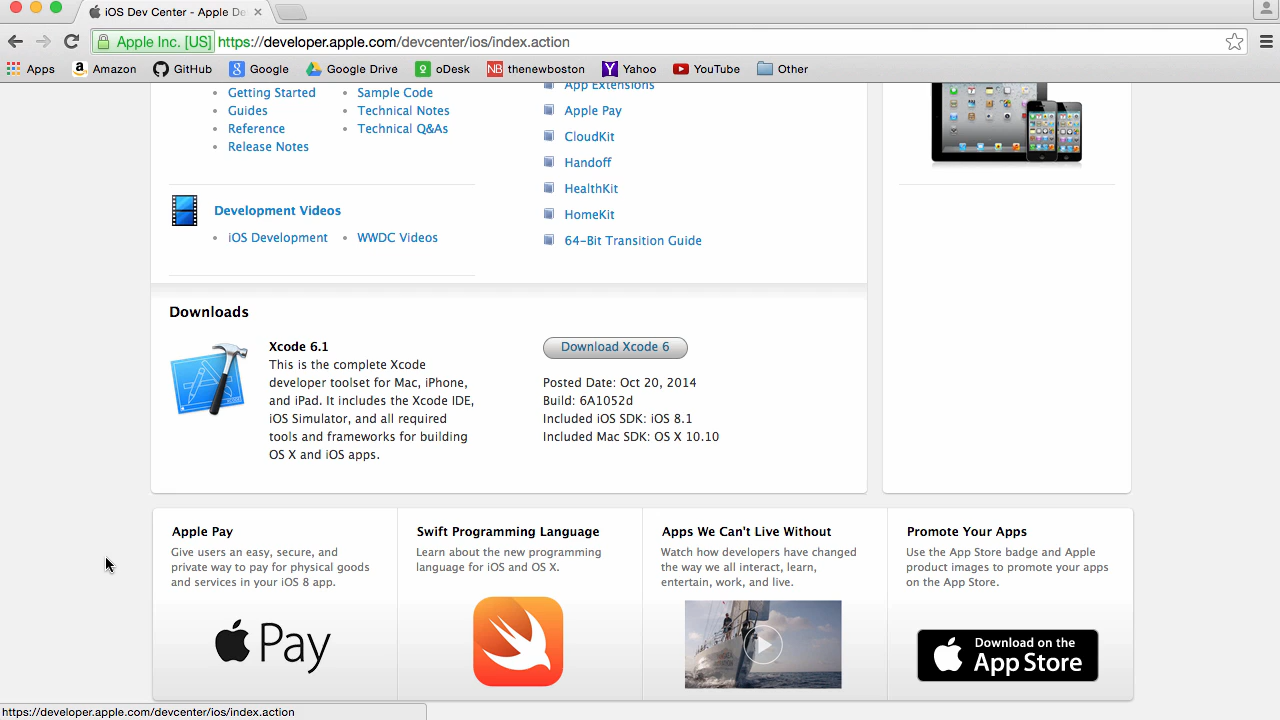 iOS Dev Center - Apple De
Apple Inc. [US] https://developer.apple.com/devcenter/ios/index.action
Apps Amazon GitHub Google Google Drive oDesk NB thenewboston Yahoo YouTube Other
Getting Started
Guides
Reference
Release Notes
Sample Code
Technical Notes
Technical Q&As
App Extensions
Apple Pay
CloudKit
Handoff
HealthKit
HomeKit
64-Bit Transition Guide
Development Videos
iOS Development
WWDC Videos
Downloads
Xcode 6.1
This is the complete Xcode
developer toolset for Mac, iPhone,
and iPad. It includes the Xcode IDE,
iOS Simulator, and all required
tools and frameworks for building
OS X and iOS apps.
Download Xcode 6
Posted Date: Oct 20, 2014
Build: 6A1052d
Included iOS SDK: iOS 8.1
Included Mac SDK: OS X 10.10
Apple Pay
Give users an easy, secure, and
private way to pay for physical goods
and services in your iOS 8 app.
Pay
Swift Programming Language
Learn about the new programming
language for iOS and OS X.
Apps We Can't Live Without
Watch how developers have changed
the way we all interact, learn,
entertain, work, and live.
Promote Your Apps
Use the App Store badge and Apple
product images to promote your apps
on the App Store.
Download on the
App Store
https://developer.apple.com/devcenter/ios/index.action